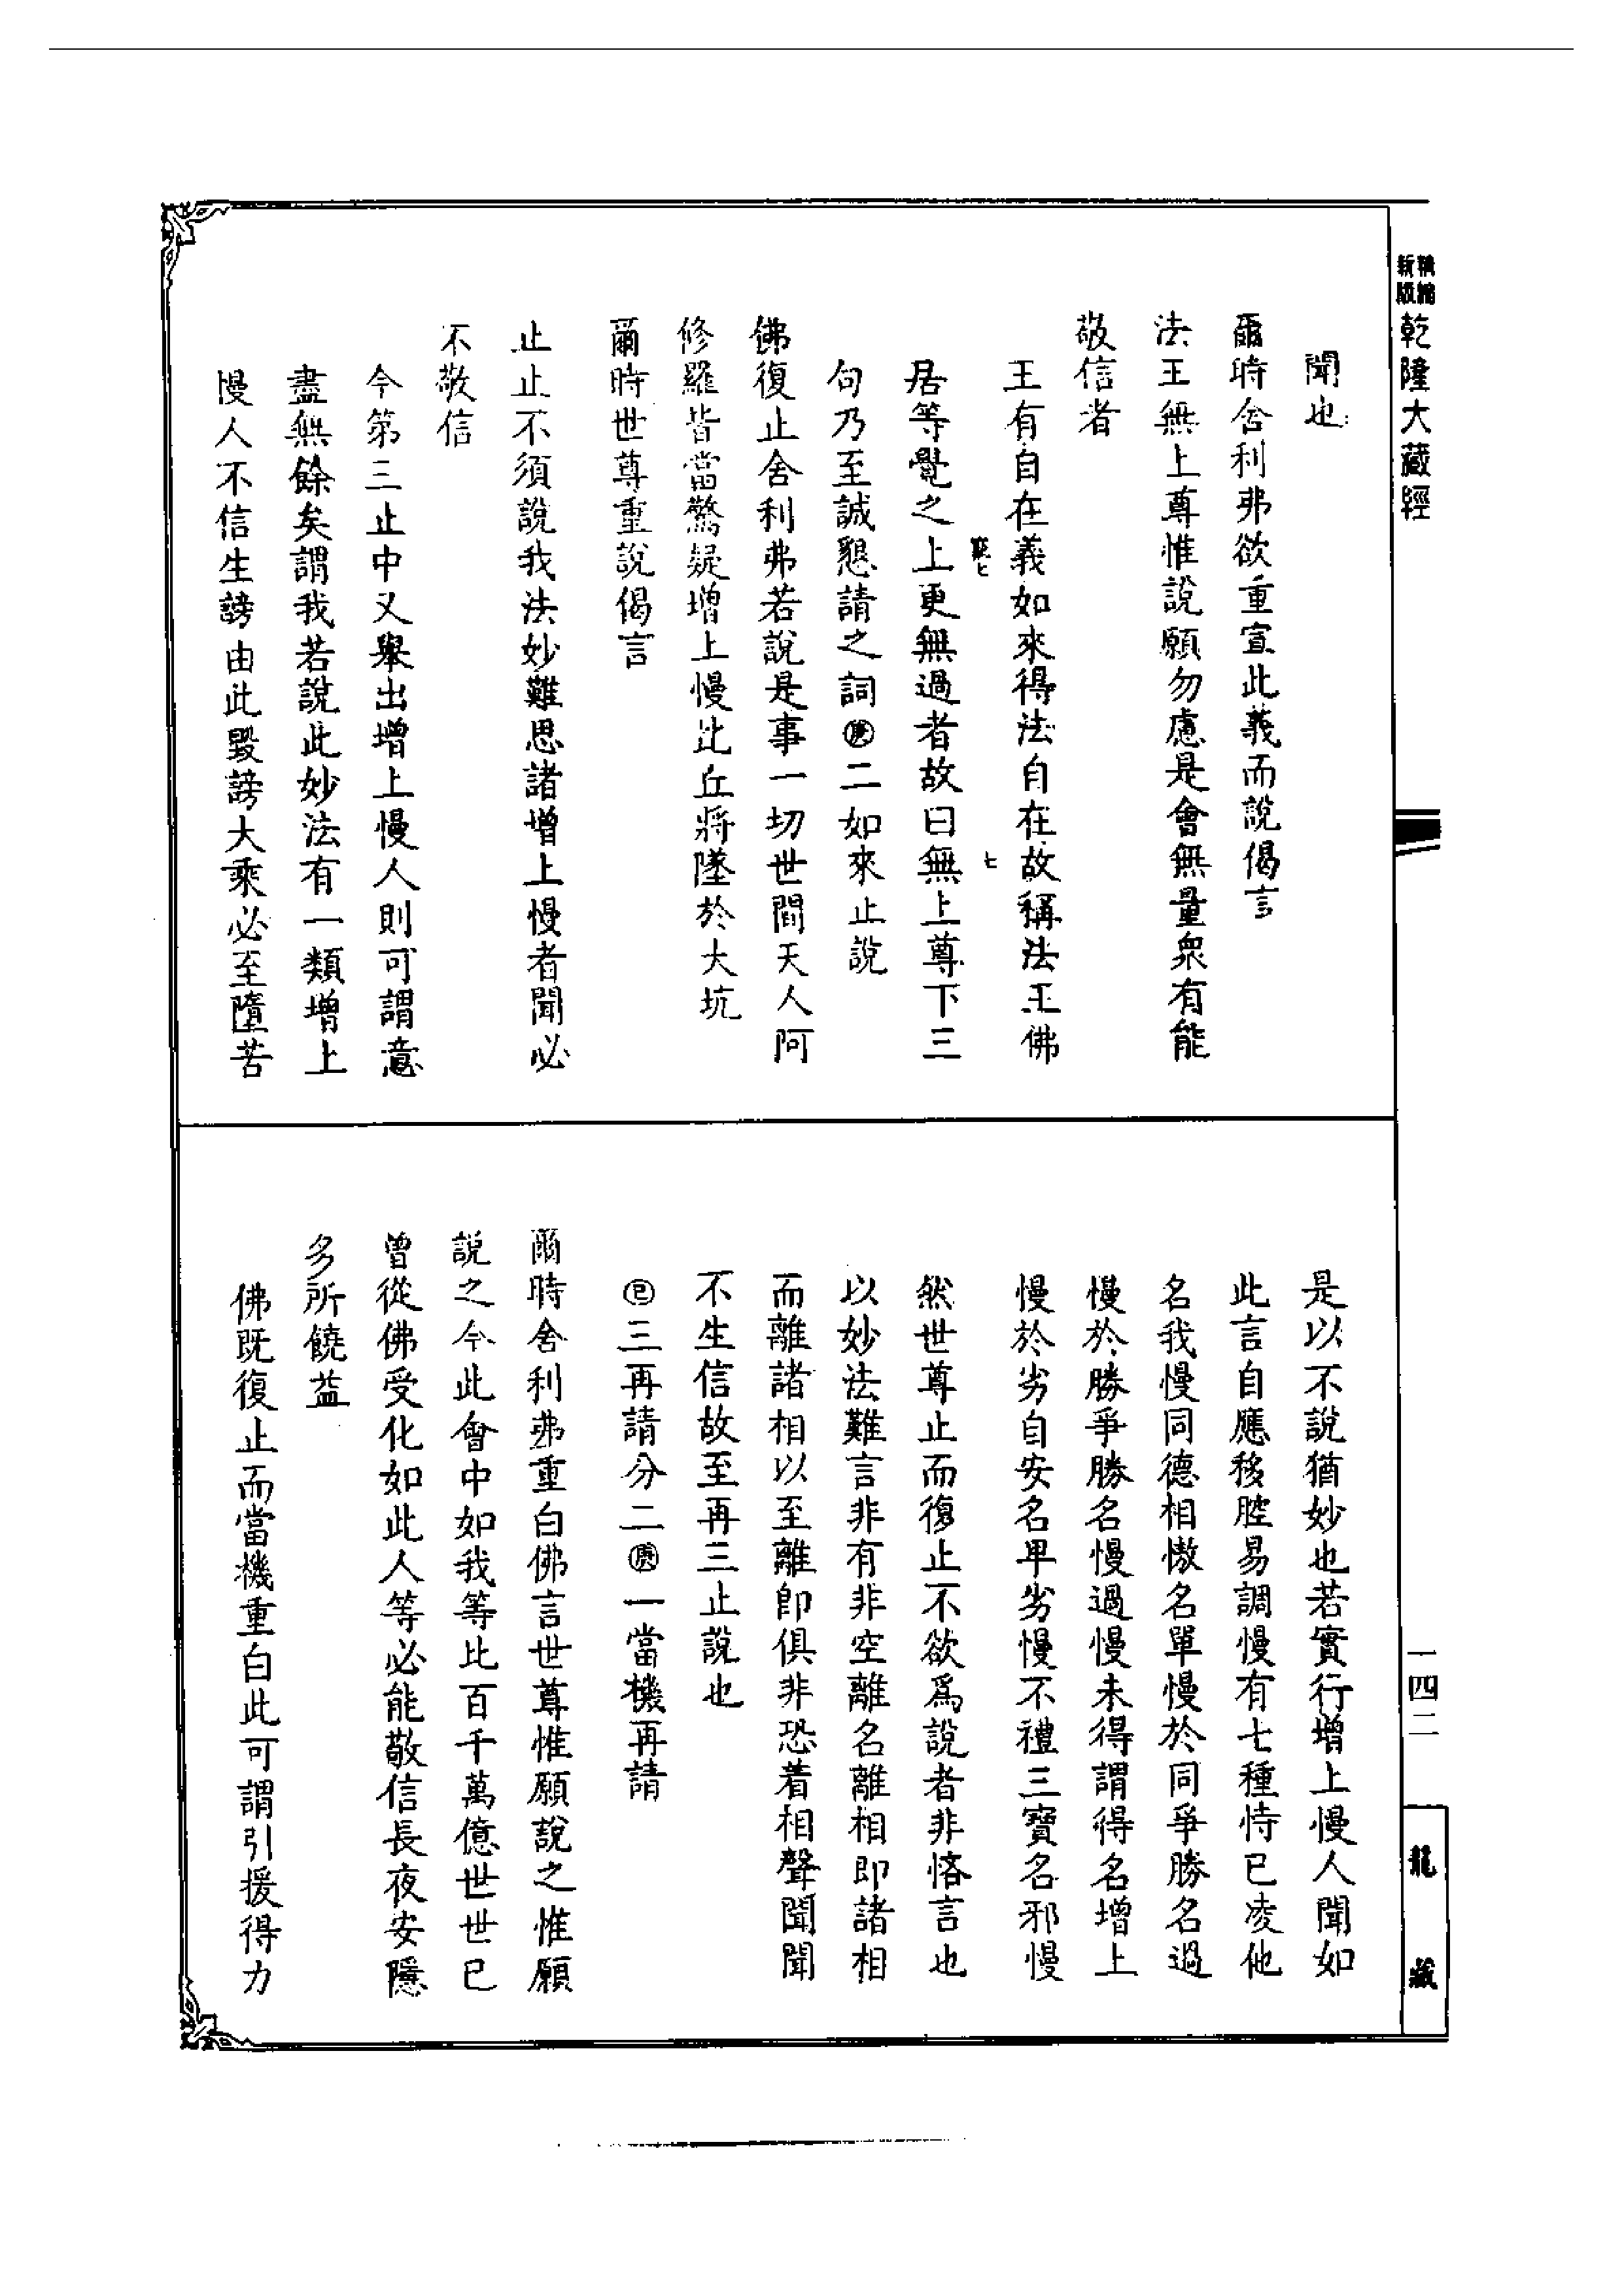 精縮
新版
乾隆大藏經
聞也
爾時舍利弗欲重宣此義而說偈言
法王無上尊惟說願勿慮是會無量眾有能
敬信者
王有自在義如來得法自在故稱法王佛
七
居等覺之上更無過者故曰無上尊下三
句乃至誠懇請之詞㊙二如來止說
佛復止舍利弗若說是事一切世間天人阿
修羅皆當驚疑增上慢比丘將墜於大坑
爾時世尊重說偈言
止止不須說我法妙難思諸增上慢者聞必
不敬信
今第三止中又舉出增上慢人則可謂意
盡無餘矣謂我若說此妙法有一類增上
慢人不信生謗由此毀謗大乘必至墮苦
是以不說猶妙也若實行增上慢人聞如
此言自應移腔易調慢有七種恃已凌他
名我慢同德相慠名單慢於同爭勝名過
慢於勝爭勝名慢過慢未得謂得名增上
慢於劣自安名卑劣慢不禮三寶名邪慢
然世尊止而復止不欲為說者非悋言也
以妙法難言非有非空離名離相即諸相
而離諸相以至離即俱非恐着相聲聞聞
不生信故至再三止說也
三再請分二一當機再請
爾時舍利弗重白佛言世尊惟願說之惟願
說之今此會中如我等比百千萬億世世已
曾從佛受化如此人等必能敬信長夜安隱
多所饒益
佛既復止而當機重白此可謂引援得力
一四二
龍藏